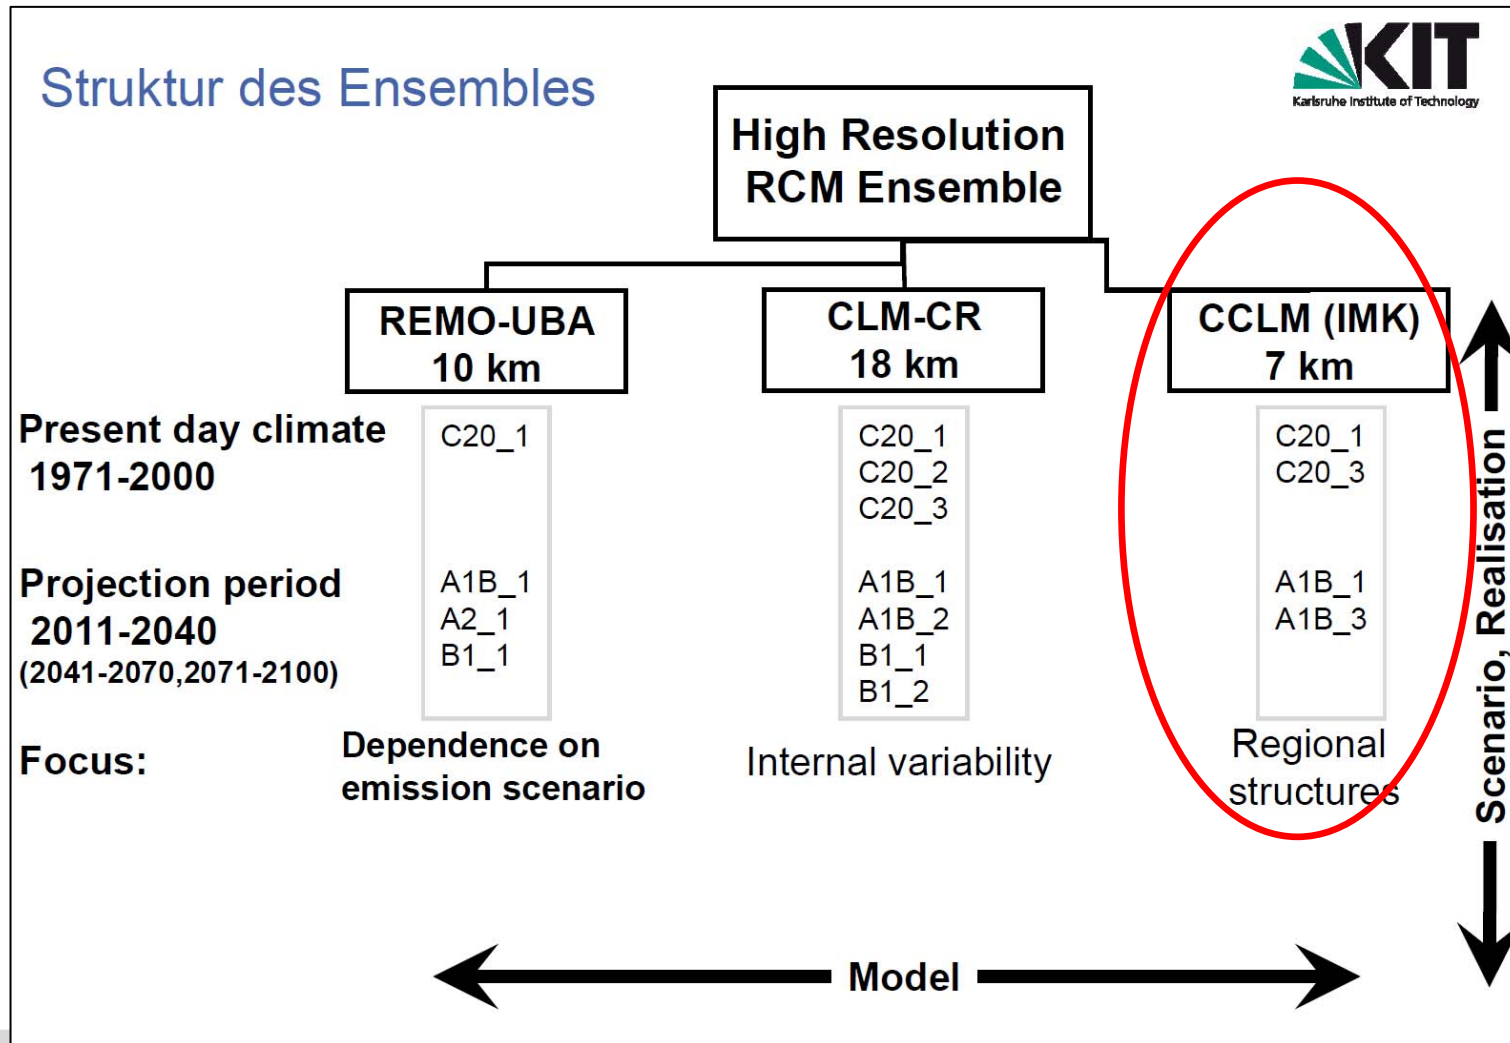 Struktur des Ensembles
KIT
Karlsruhe Institute of Technology
High Resolution
RCM Ensemble
REMO-UBA
10 km
CLM-CR
18 km
CCLM (IMK)
7 km
Present day climate
1971-2000
C20_1
C20_1
C20_2
C20_3
C20_1
C20_3
Projection period
2011-2040
(2041-2070,2071-2100)
A1B_1
A2_1
B1_1
A1B_1
A1B_2
B1_1
B1_2
A1B_1
A1B_3
Focus:
Dependence on
emission scenario
Internal variability
Regional
structures
Scenario, Realisation
Model